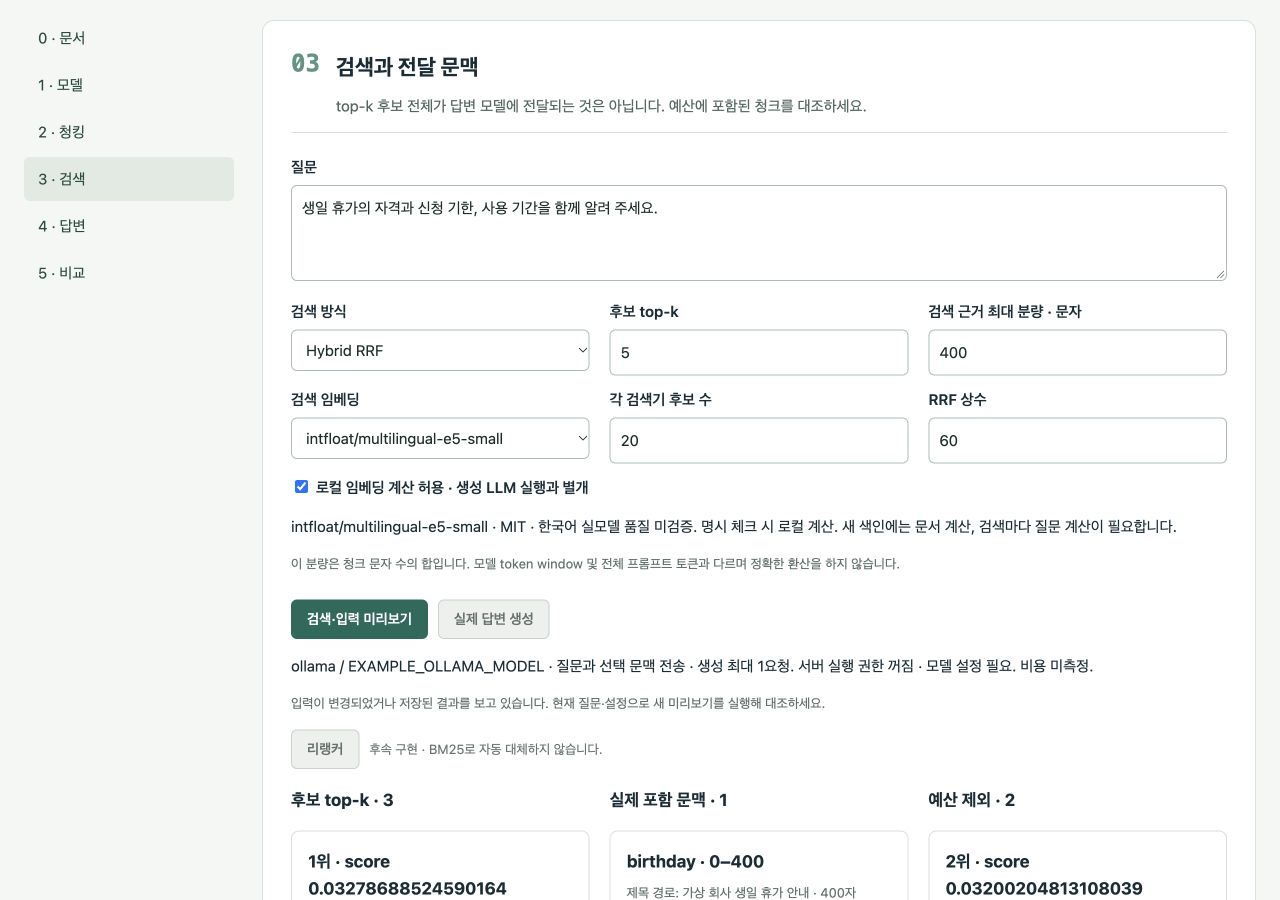 0 · 문서
1 · 모델
2 · 청킹
3 · 검색
4 · 답변
5 · 비교
03 검색과 전달 문맥
top-k 후보 전체가 답변 모델에 전달되는 것은 아닙니다. 예산에 포함된 청크를 대조하세요.
질문
생일 휴가의 자격과 신청 기한, 사용 기간을 함께 알려 주세요.
검색 방식 후보 top-k 검색 근거 최대 분량 · 문자
Hybrid RRF 5 400
검색 임베딩 각 검색기 후보 수 RRF 상수
intfloat/multilingual-e5-small 20 60
로컬 임베딩 계산 허용 · 생성 LLM 실행과 별개
intfloat/multilingual-e5-small · MIT · 한국어 실모델 품질 미검증. 명시 체크 시 로컬 계산. 새 색인에는 문서 계산, 검색마다 질문 계산이 필요합니다.
이 분량은 청크 문자 수의 합입니다. 모델 token window 및 전체 프롬프트 토큰과 다르며 정확한 환산을 하지 않습니다.
검색·입력 미리보기 실제 답변 생성
ollama / EXAMPLE_OLLAMA_MODEL · 질문과 선택 문맥 전송 · 생성 최대 1요청. 서버 실행 권한 꺼짐 · 모델 설정 필요. 비용 미측정.
입력이 변경되었거나 저장된 결과를 보고 있습니다. 현재 질문·설정으로 새 미리보기를 실행해 대조하세요.
리랭커 후속 구현 · BM25로 자동 대체하지 않습니다.
후보 top-k · 3 실제 포함 문맥 · 1 예산 제외 · 2
1위 · score birthday · 0–400 2위 · score
0.03278688524590164 제목 경로: 가상 회사 생일 휴가 안내 · 400자 0.03200204813108039